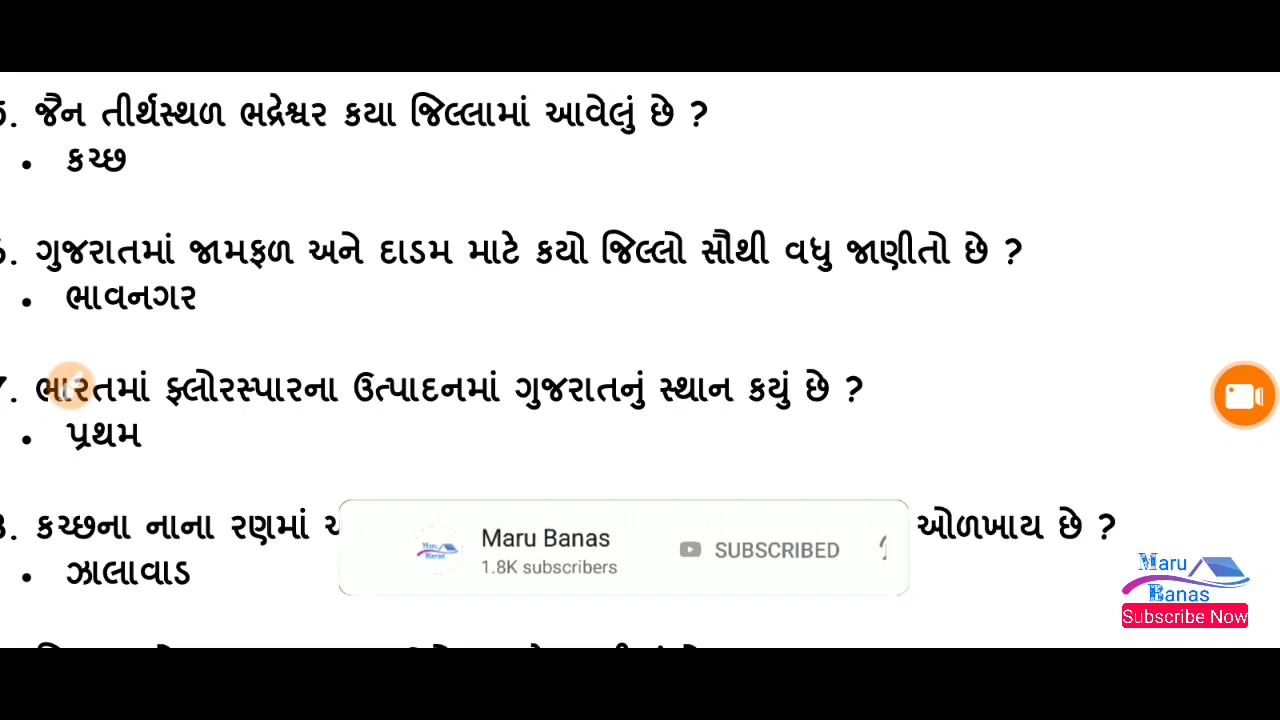 જૈન તીર્થસ્થળ ભદ્રેશ્વર કયા જિલ્લામાં આવેલું છે ?
• કચ્છ
ગુજરાતમાં જામફળ અને દાડમ માટે કયો જિલ્લો સૌથી વધુ જાણીતો છે ?
• ભાવનગર
ભારતમાં ફ્લોરસ્પારના ઉત્પાદનમાં ગુજરાતનું સ્થાન કયું છે ?
• પ્રથમ
કચ્છના નાના રણમાં ઓળખાય છે ?
• ઝાલાવાડ
Maru Banas
1.8K subscribers
SUBSCRIBED
Maru
Banas
Subscribe Now